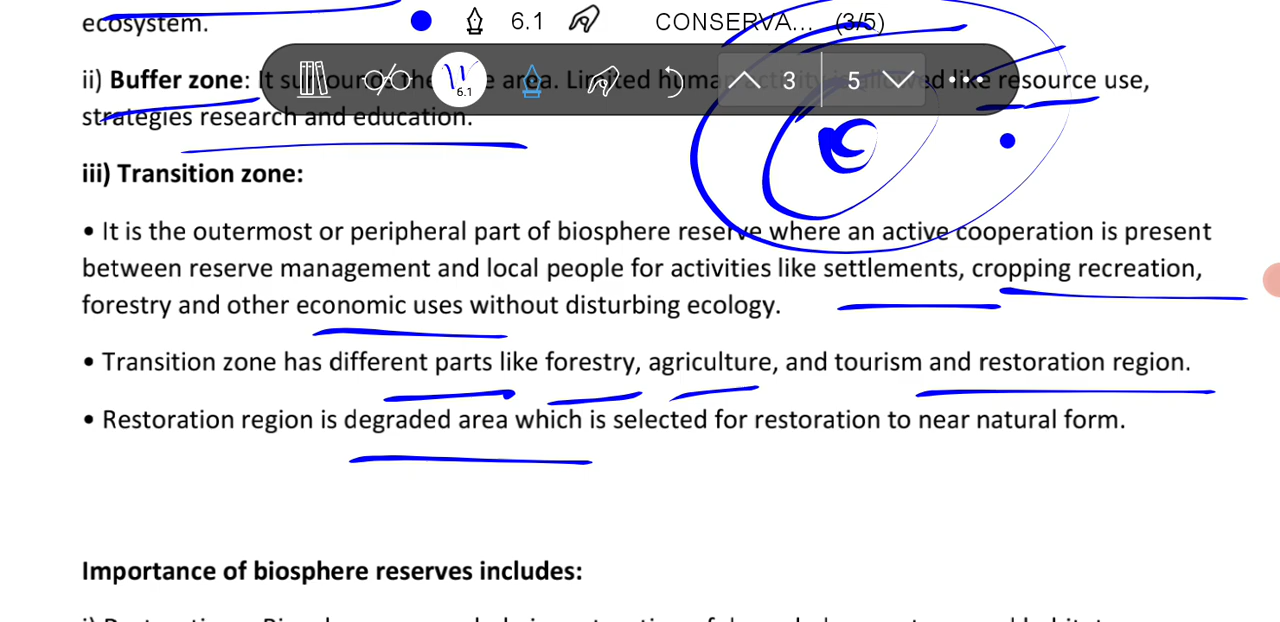 ecosystem.
6.1 CONSERVA... (3/5)
6.1 3 5
ii) Buffer zone: It surrounds the area. Limited human like resource use,
strategies research and education.
iii) Transition zone:
• It is the outermost or peripheral part of biosphere reserve where an active cooperation is present
between reserve management and local people for activities like settlements, cropping recreation,
forestry and other economic uses without disturbing ecology.
• Transition zone has different parts like forestry, agriculture, and tourism and restoration region.
• Restoration region is degraded area which is selected for restoration to near natural form.
Importance of biosphere reserves includes: